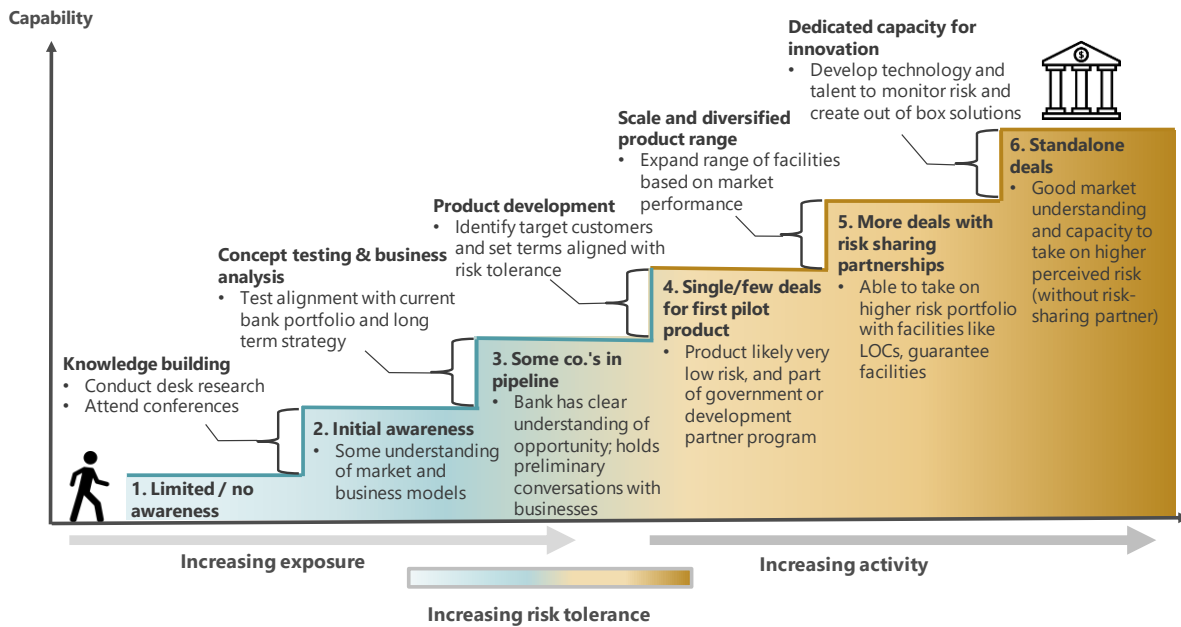 Capability
Dedicated capacity for
innovation
• Develop technology and
talent to monitor risk and
create out of box solutions
Scale and diversified
product range
• Expand range of facilities
based on market
performance
Product development
• Identify target customers
and set terms aligned with
risk tolerance
Concept testing & business
analysis
• Test alignment with current
bank portfolio and long
term strategy
Knowledge building
• Conduct desk research
• Attend conferences
1. Limited / no
awareness
2. Initial awareness
• Some understanding
of market and
business models
3. Some co.'s in
pipeline
• Bank has clear
understanding of
opportunity; holds
preliminary
conversations with
businesses
4. Single/few deals
for first pilot
product
• Product likely very
low risk, and part
of government or
development
partner program
5. More deals with
risk sharing
partnerships
• Able to take on
higher risk portfolio
with facilities like
LOCs, guarantee
facilities
$
6. Standalone
deals
• Good market
understanding
and capacity to
take on higher
perceived risk
(without risk-
sharing partner)
Increasing exposure
Increasing activity
Increasing risk tolerance